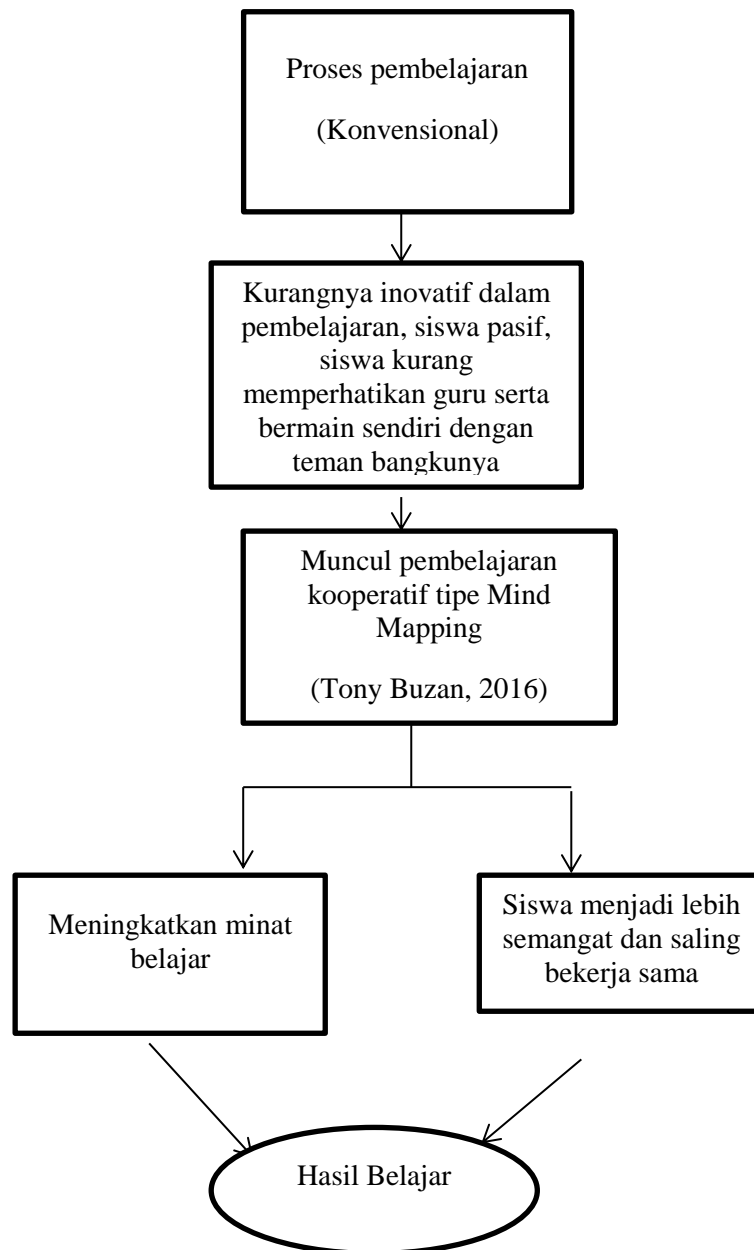 Proses pembelajaran
(Konvensional)
Kurangnya inovatif dalam
pembelajaran, siswa pasif,
siswa kurang
memperhatikan guru serta
bermain sendiri dengan
teman bangkunya
Muncul pembelajaran
kooperatif tipe Mind
Mapping
(Tony Buzan, 2016)
Meningkatkan minat
belajar
Siswa menjadi lebih
semangat dan saling
bekerja sama
Hasil Belajar